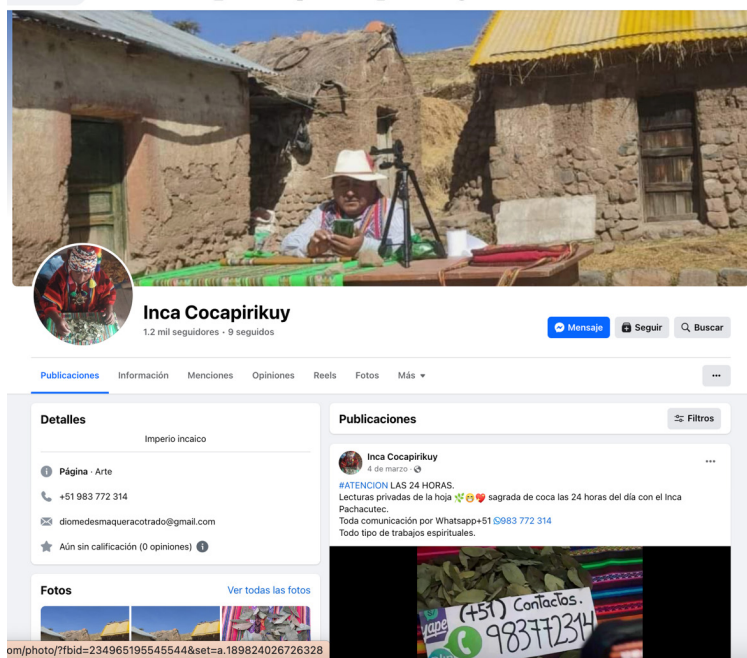 Inca Cocapirikuy
1.2 mil seguidores · 9 seguidos
Mensaje
Seguir
Buscar
Publicaciones
Información
Menciones
Opiniones
Reels
Fotos
Más
Detalles
Imperio incaico
Página · Arte
+51 983 772 314
diomedesmaqueracotrado@gmail.com
Aún sin calificación (0 opiniones)
Fotos
Ver todas las fotos
om/photo/?fbid=234965195545544&set=a.189824026726328
Publicaciones
Filtros
Inca Cocapirikuy
4 de marzo ·
#ATENCION LAS 24 HORAS.
Lecturas privadas de la hoja 🌿😁💝 sagrada de coca las 24 horas del día con el Inca
Pachacutec.
Toda comunicación por Whatsapp+51 983 772 314
Todo tipo de trabajos espirituales.
(+51) Contactos.
yape
983772314